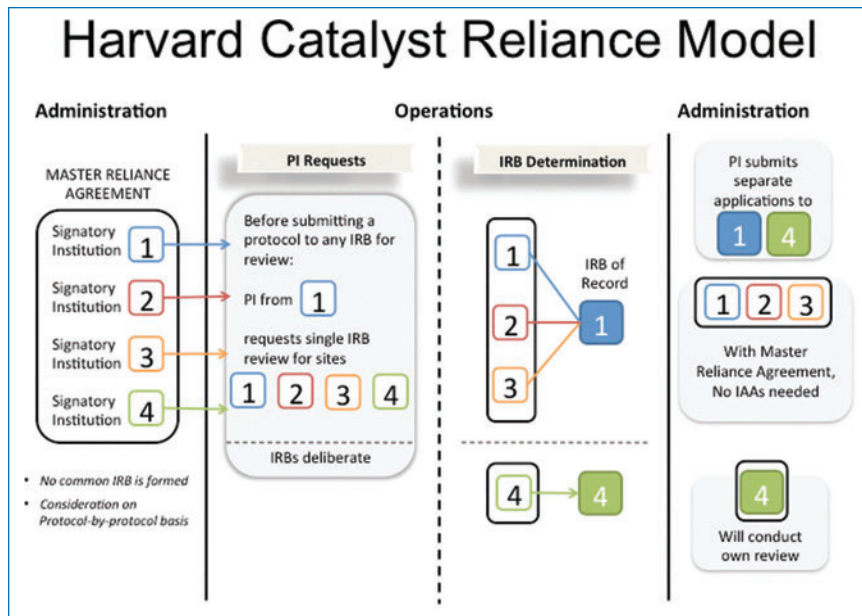 Harvard Catalyst Reliance Model
Administration
Operations
Administration
MASTER RELIANCE
AGREEMENT
Signatory
Institution 1
Signatory
Institution 2
Signatory
Institution 3
Signatory
Institution 4
• No common IRB is formed
• Consideration on
Protocol-by-protocol basis
PI Requests
Before submitting a
protocol to any IRB for
review:
PI from 1
requests single IRB
review for sites
1 2 3 4
IRBs deliberate
IRB Determination
1
2
3
IRB of
Record
1
4 4
PI submits
separate
applications to
1 4
1 2 3
With Master
Reliance Agreement,
No IAAs needed
4
Will conduct
own review